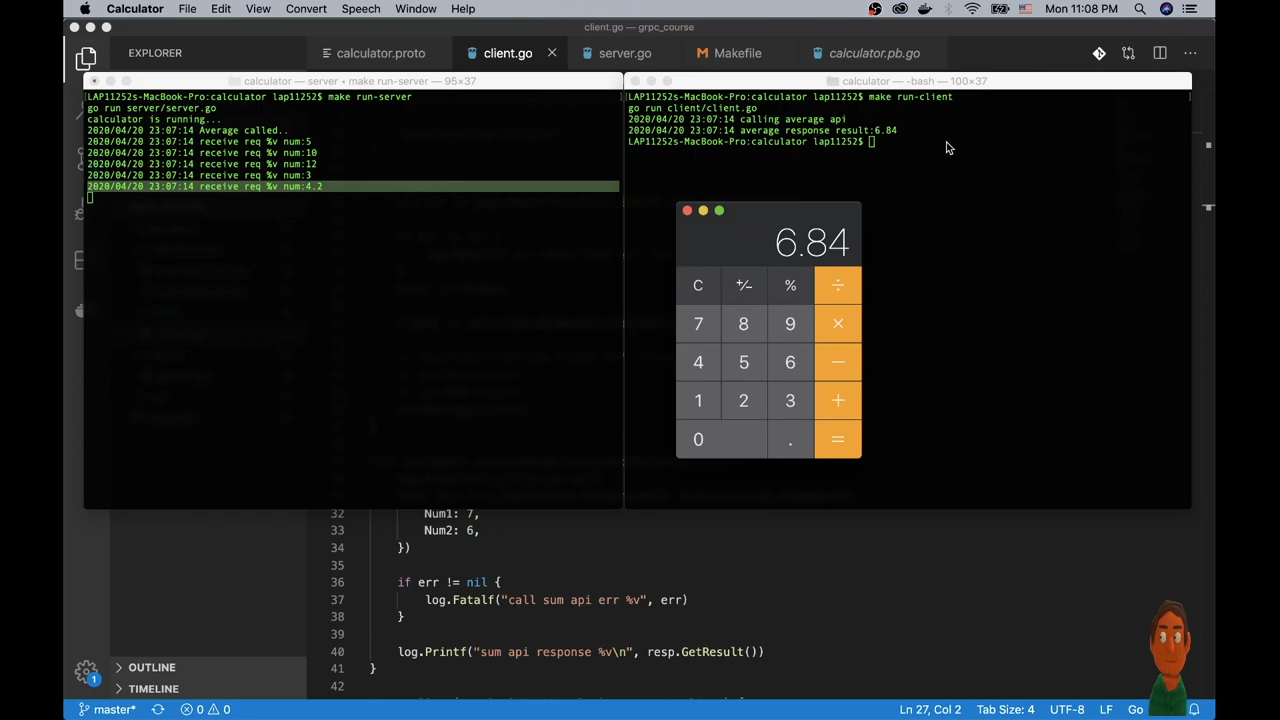 Calculator File Edit View Convert Speech Window Help Mon 11:08 PM
client.go — grpc_course
EXPLORER
calculator.proto client.go server.go Makefile calculator.pb.go
calculator — server • make run-server — 95×37
[LAP11252s-MacBook-Pro:calculator lap11252$ make run-server ]
go run server/server.go
calculator is running...
2020/04/20 23:07:14 Average called..
2020/04/20 23:07:14 receive req %v num:5
2020/04/20 23:07:14 receive req %v num:10
2020/04/20 23:07:14 receive req %v num:12
2020/04/20 23:07:14 receive req %v num:3
2020/04/20 23:07:14 receive req %v num:4.2
calculator — -bash — 100×37
[LAP11252s-MacBook-Pro:calculator lap11252$ make run-client ]
go run client/client.go
2020/04/20 23:07:14 calling average api
2020/04/20 23:07:14 average response result:6.84
LAP11252s-MacBook-Pro:calculator lap11252$
6.84
C +/- % ÷
7 8 9 ×
4 5 6 −
1 2 3 +
0 . =
32 Num1: 7,
33 Num2: 6,
34 })
35
36 if err != nil {
37 log.Fatalf("call sum api err %v", err)
38 }
39
40 log.Printf("sum api response %v\n", resp.GetResult())
41 }
42
OUTLINE
TIMELINE
1
master* 0 0 Ln 27, Col 2 Tab Size: 4 UTF-8 LF Go